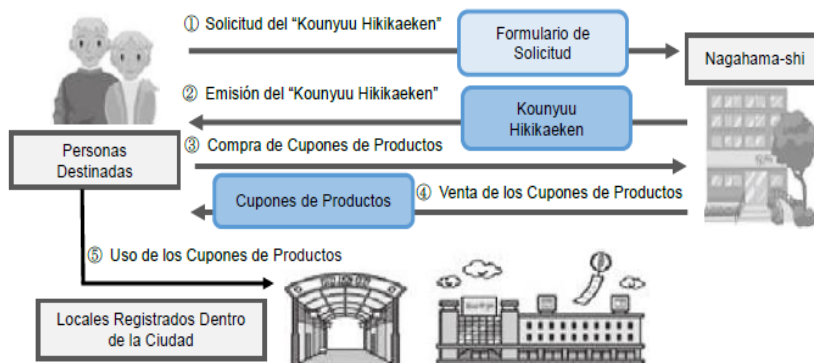 ① Solicitud del “Kounyuu Hikikaeken”
Formulario de
Solicitud
Nagahama-shi
② Emisión del “Kounyuu Hikikaeken”
Kounyuu
Hikikaeken
Personas
Destinadas
③ Compra de Cupones de Productos
Cupones de Productos
④ Venta de los Cupones de Productos
⑤ Uso de los Cupones de Productos
Locales Registrados Dentro
de la Ciudad